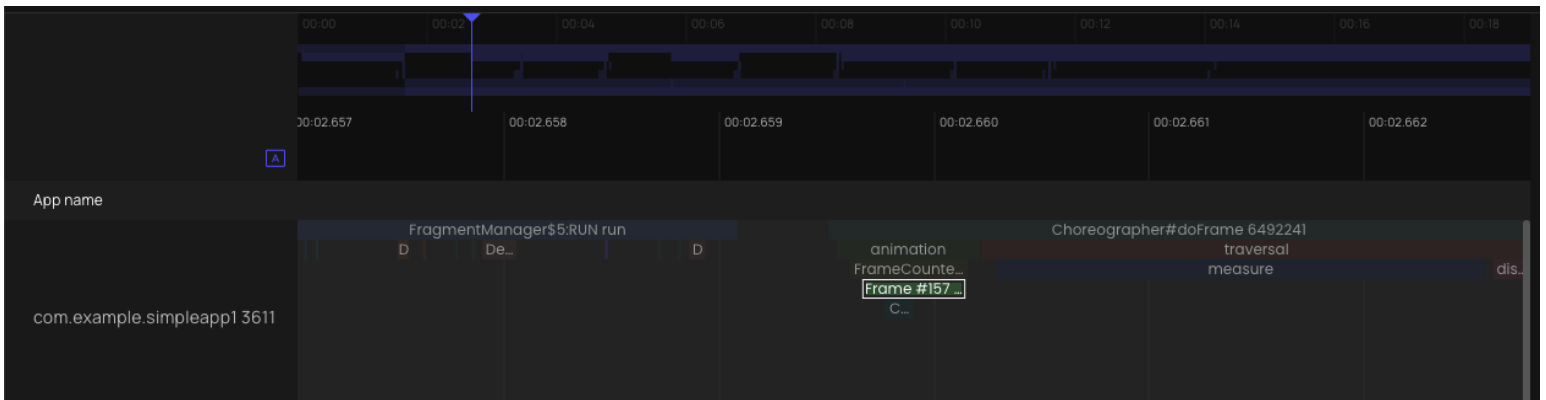 00:00 00:02 00:04 00:06 00:08 00:10 00:12 00:14 00:16 00:18
00:02.657 00:02.658 00:02.659 00:02.660 00:02.661 00:02.662
A
App name
FragmentManager$5:RUN run Choreographer#doFrame 6492241
D De... D animation traversal
FrameCounte... measure dis...
Frame #157 ...
C...
com.example.simpleapp1 3611